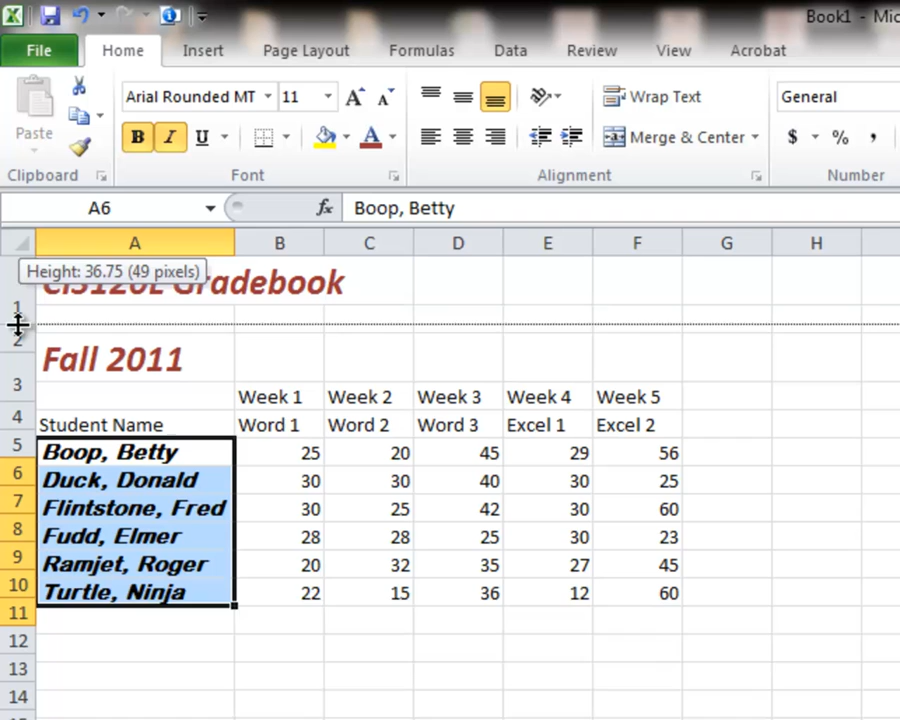 Book1 - Mic
File Home Insert Page Layout Formulas Data Review View Acrobat
Paste
Arial Rounded MT 11
Wrap Text
General
B I U
Merge & Center
$ % ,
Clipboard Font Alignment Number
A6 fx Boop, Betty
A B C D E F G H
Height: 36.75 (49 pixels)
1 CIS120L Gradebook
2
3 Fall 2011
4 Week 1 Week 2 Week 3 Week 4 Week 5
5 Student Name Word 1 Word 2 Word 3 Excel 1 Excel 2
6 Boop, Betty 25 20 45 29 56
7 Duck, Donald 30 30 40 30 25
8 Flintstone, Fred 30 25 42 30 60
9 Fudd, Elmer 28 28 25 30 23
10 Ramjet, Roger 20 32 35 27 45
11 Turtle, Ninja 22 15 36 12 60
12
13
14